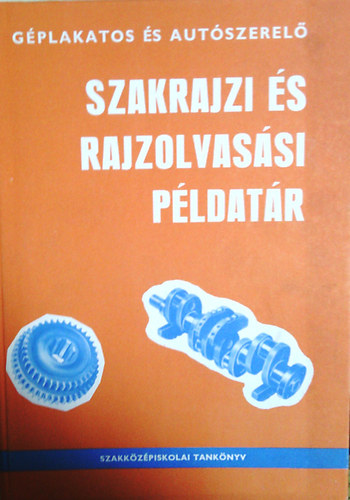 GÉPLAKATOS ÉS AUTÓSZERELŐ
SZAKRAJZI ÉS
RAJZOLVASÁSI
PÉLDATÁR
SZAKKÖZÉPISKOLAI TANKÖNYV